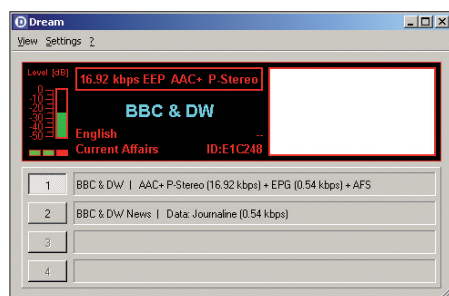 Dream
View Settings ?
Level [dB]
16.92 kbps EEP AAC+ P-Stereo
0
-10
-20
-30
-40
-50
BBC & DW
English --
Current Affairs ID:E1C248
1 BBC & DW | AAC+ P-Stereo (16.92 kbps) + EPG (0.54 kbps) + AFS
2 BBC & DW News | Data: Journaline (0.54 kbps)
3
4